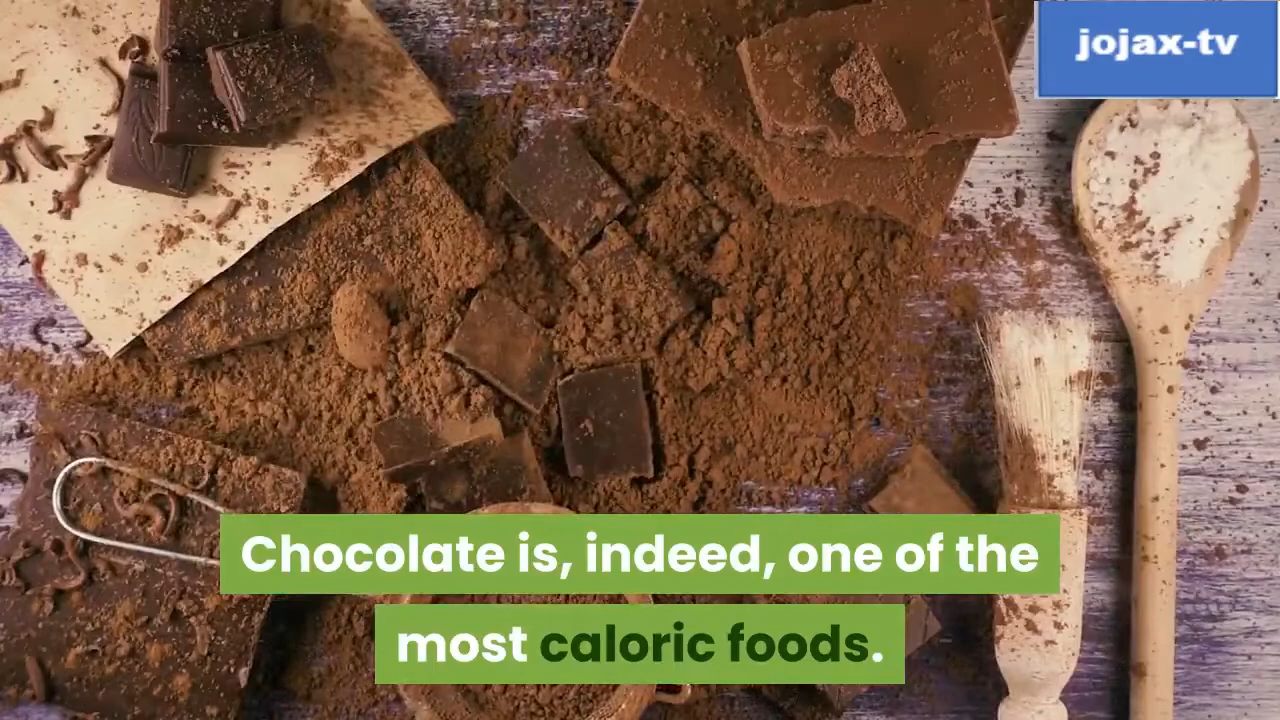 jojax-tv
Chocolate is, indeed, one of the
most caloric foods.